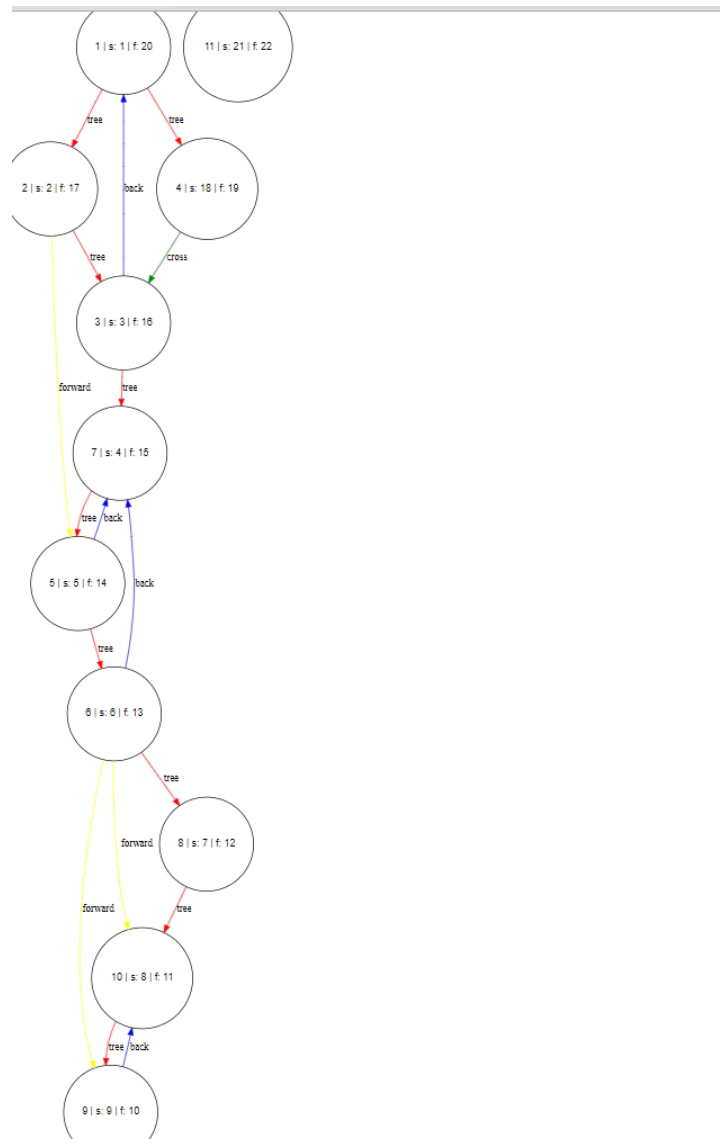 1 | s: 1 | f: 20
11 | s: 21 | f: 22
tree
tree
2 | s: 2 | f: 17
back
4 | s: 18 | f: 19
tree
cross
3 | s: 3 | f: 16
forward
tree
7 | s: 4 | f: 15
tree
back
5 | s: 5 | f: 14
back
tree
6 | s: 6 | f: 13
tree
forward
8 | s: 7 | f: 12
forward
tree
10 | s: 8 | f: 11
tree
back
9 | s: 9 | f: 10